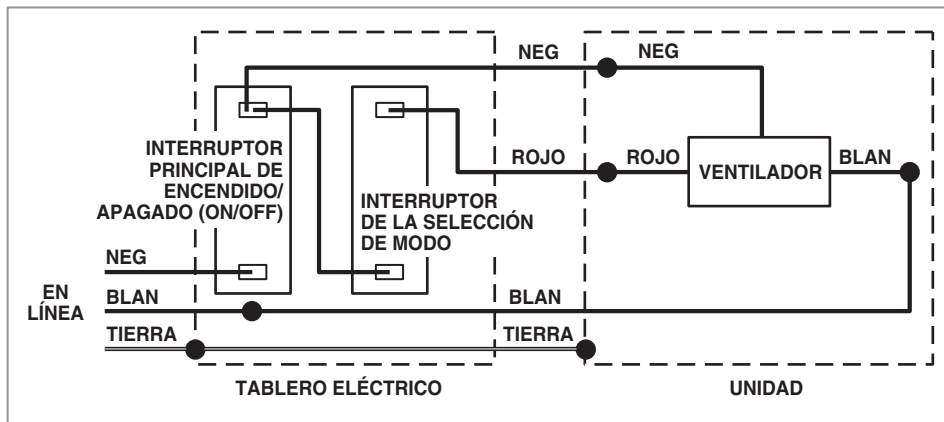 NEG
NEG
INTERRUPTOR
PRINCIPAL DE
ENCENDIDO/
APAGADO (ON/OFF)
ROJO
ROJO
VENTILADOR
BLAN
INTERRUPTOR
DE LA SELECCIÓN
DE MODO
NEG
EN
LÍNEA
BLAN
BLAN
TIERRA
TIERRA
TABLERO ELÉCTRICO
UNIDAD